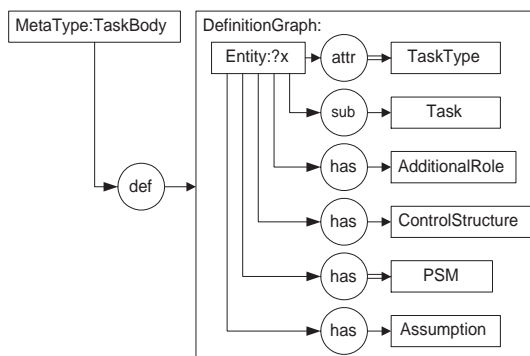 MetaType:TaskBody
DefinitionGraph:
Entity:?x
attr
TaskType
sub
Task
has
AdditionalRole
def
has
ControlStructure
has
PSM
has
Assumption